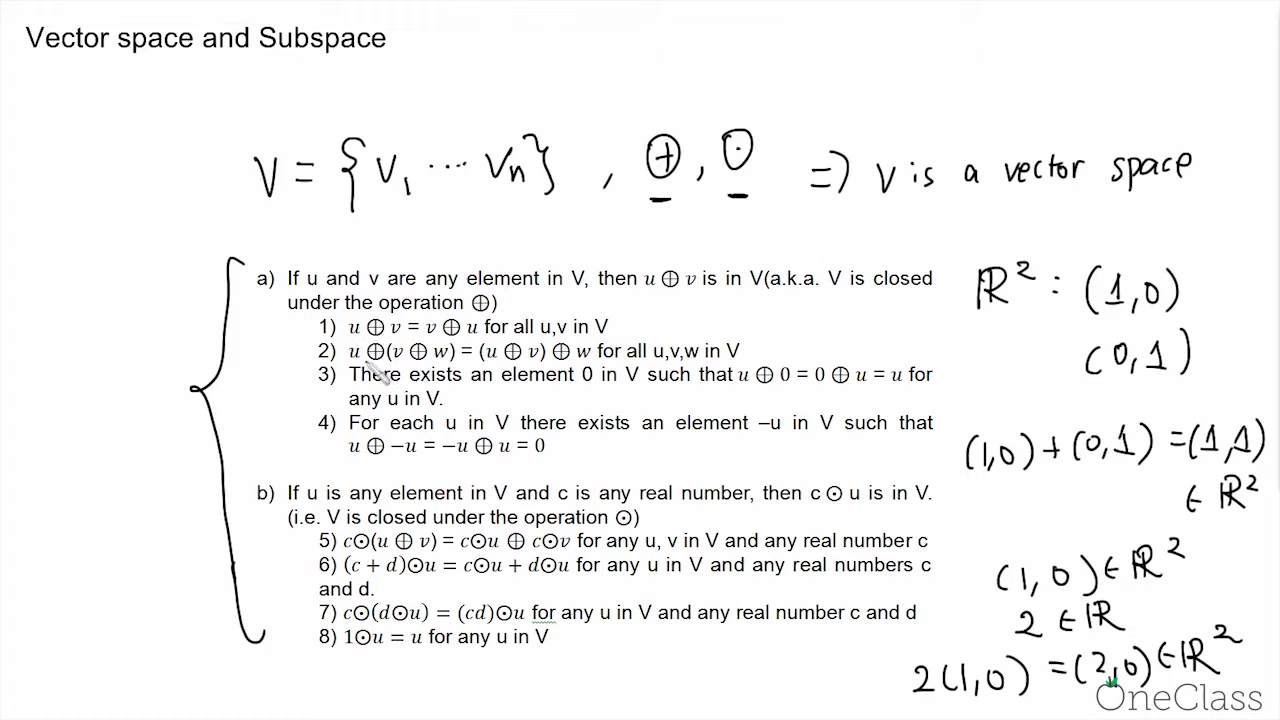 Vector space and Subspace
V = {V₁ ... Vn} , ⊕, ⊙ => V is a vector space
a) If u and v are any element in V, then 𝑢 ⊕ 𝑣 is in V(a.k.a. V is closed
under the operation ⊕)
1) 𝑢 ⊕ 𝑣 = 𝑣 ⊕ 𝑢 for all u,v in V
2) 𝑢 ⊕(𝑣 ⊕ 𝑤) = (𝑢 ⊕ 𝑣) ⊕ 𝑤 for all u,v,w in V
3) There exists an element 0 in V such that 𝑢 ⊕ 0 = 0 ⊕ 𝑢 = 𝑢 for
any u in V.
4) For each u in V there exists an element –u in V such that
𝑢 ⊕ −𝑢 = −𝑢 ⊕ 𝑢 = 0
b) If u is any element in V and c is any real number, then c ⊙ u is in V.
(i.e. V is closed under the operation ⊙)
5) 𝑐⊙(𝑢 ⊕ 𝑣) = 𝑐⊙𝑢 ⊕ 𝑐⊙𝑣 for any u, v in V and any real number c
6) (𝑐 + 𝑑)⊙𝑢 = 𝑐⊙𝑢 + 𝑑⊙𝑢 for any u in V and any real numbers c
and d.
7) 𝑐⊙(𝑑⊙𝑢) = (𝑐𝑑)⊙𝑢 for any u in V and any real number c and d
8) 1⊙𝑢 = 𝑢 for any u in V
ℝ² : (1,0)
(0,1)
(1,0)+(0,1) =(1,1)
∈ ℝ²
(1,0)∈ℝ²
2 ∈ℝ
2(1,0) =(2,0)∈ℝ²
OneClass